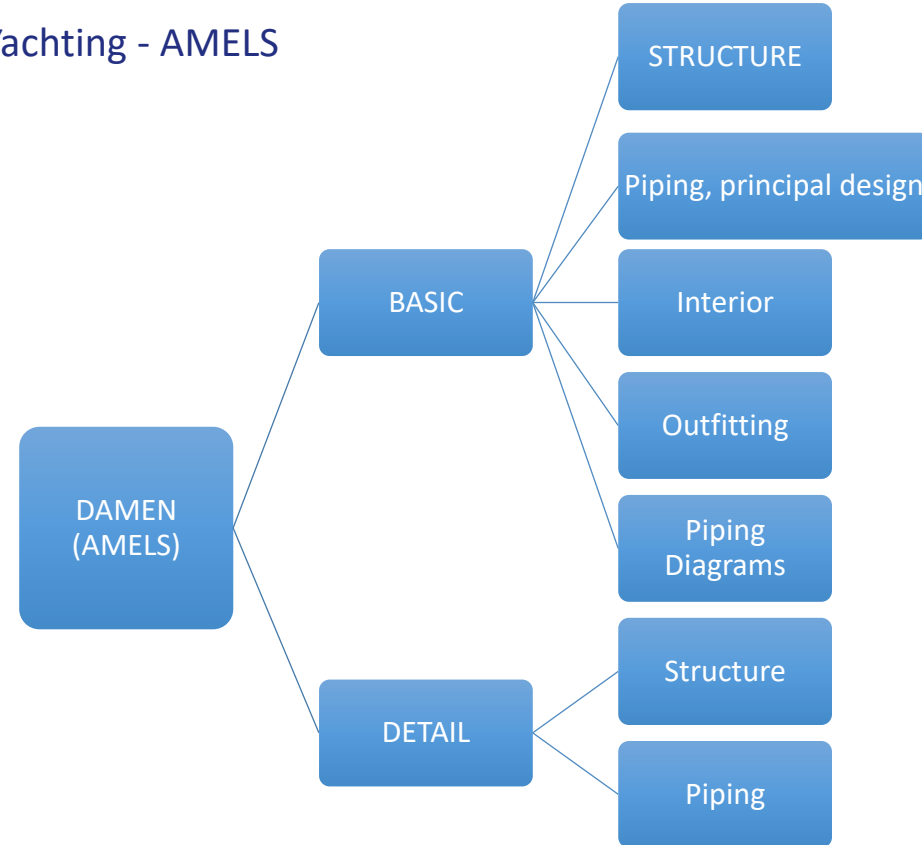 Yachting - AMELS
STRUCTURE
Piping, principal design
BASIC
Interior
Outfitting
DAMEN
(AMELS)
Piping
Diagrams
Structure
DETAIL
Piping